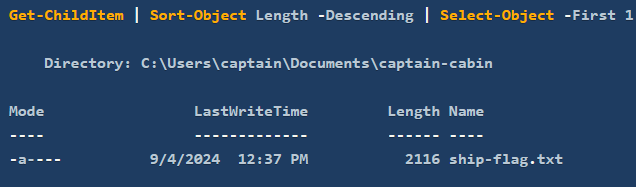 Get-ChildItem | Sort-Object Length -Descending | Select-Object -First 1
Directory: C:\Users\captain\Documents\captain-cabin
Mode LastWriteTime Length Name
---- ------------- ------ ----
-a---- 9/4/2024 12:37 PM 2116 ship-flag.txt